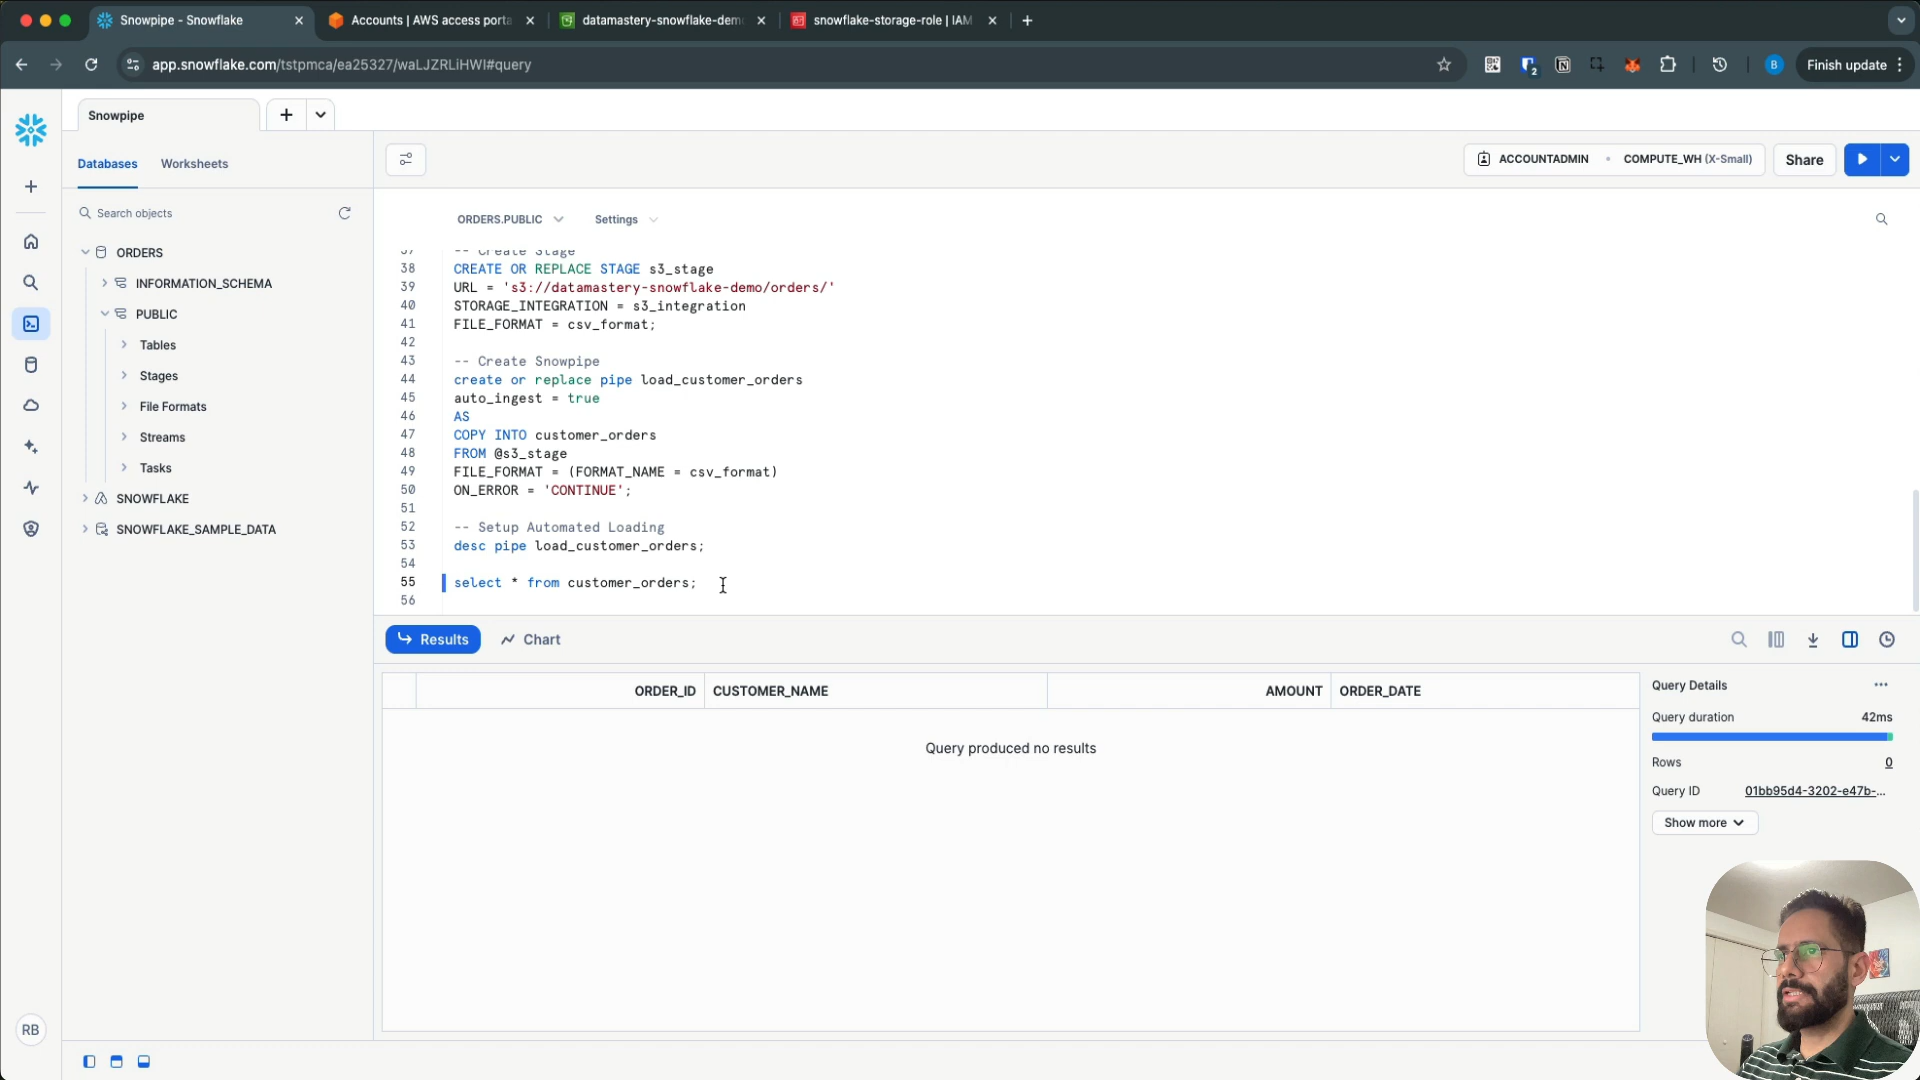 Snowpipe - Snowflake
Accounts | AWS access porta
datamastery-snowflake-demo
snowflake-storage-role | IAM
app.snowflake.com/tstpmca/ea25327/waLJZRLiHWI#query
2
B
Finish update
Snowpipe
Databases
Worksheets
ACCOUNTADMIN
COMPUTE_WH (X-Small)
Share
Search objects
ORDERS.PUBLIC
Settings
ORDERS
INFORMATION_SCHEMA
PUBLIC
Tables
Stages
File Formats
Streams
Tasks
SNOWFLAKE
SNOWFLAKE_SAMPLE_DATA
37 -- Create Stage
38 CREATE OR REPLACE STAGE s3_stage
39 URL = 's3://datamastery-snowflake-demo/orders/'
40 STORAGE_INTEGRATION = s3_integration
41 FILE_FORMAT = csv_format;
42
43 -- Create Snowpipe
44 create or replace pipe load_customer_orders
45 auto_ingest = true
46 AS
47 COPY INTO customer_orders
48 FROM @s3_stage
49 FILE_FORMAT = (FORMAT_NAME = csv_format)
50 ON_ERROR = 'CONTINUE';
51
52 -- Setup Automated Loading
53 desc pipe load_customer_orders;
54
55 select * from customer_orders;
56
Results
Chart
ORDER_ID CUSTOMER_NAME AMOUNT ORDER_DATE
Query produced no results
Query Details
Query duration 42ms
Rows 0
Query ID 01bb95d4-3202-e47b-...
Show more
RB